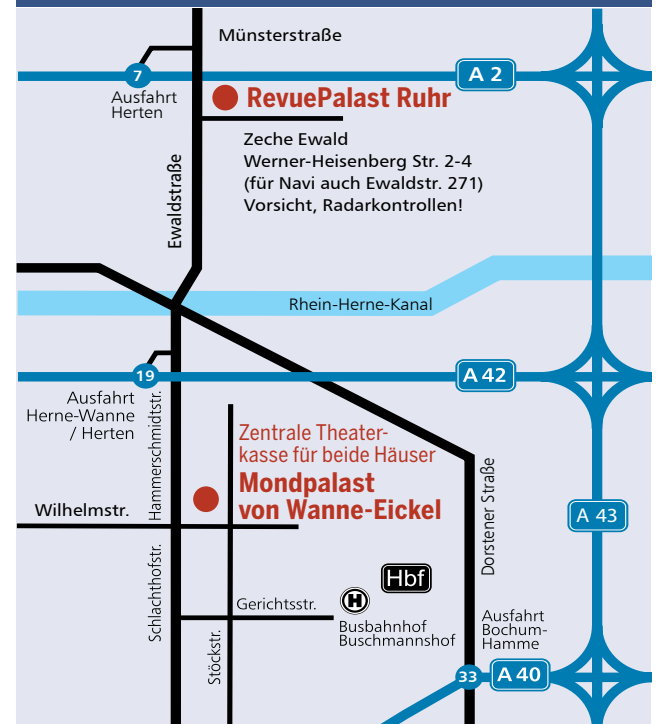 Münsterstraße
7
A 2
Ausfahrt
Herten
RevuePalast Ruhr
Zeche Ewald
Werner-Heisenberg Str. 2-4
(für Navi auch Ewaldstr. 271)
Vorsicht, Radarkontrollen!
Ewaldstraße
Rhein-Herne-Kanal
19
A 42
Ausfahrt
Herne-Wanne
/ Herten
Hammerschmidtstr.
Zentrale Theater-
kasse für beide Häuser
Mondpalast
von Wanne-Eickel
Wilhelmstr.
Dorstener Straße
A 43
Schlachthofstr.
Hbf
Gerichtsstr.
H
Busbahnhof
Buschmannshof
Stöckstr.
Ausfahrt
Bochum-
Hamme
33
A 40